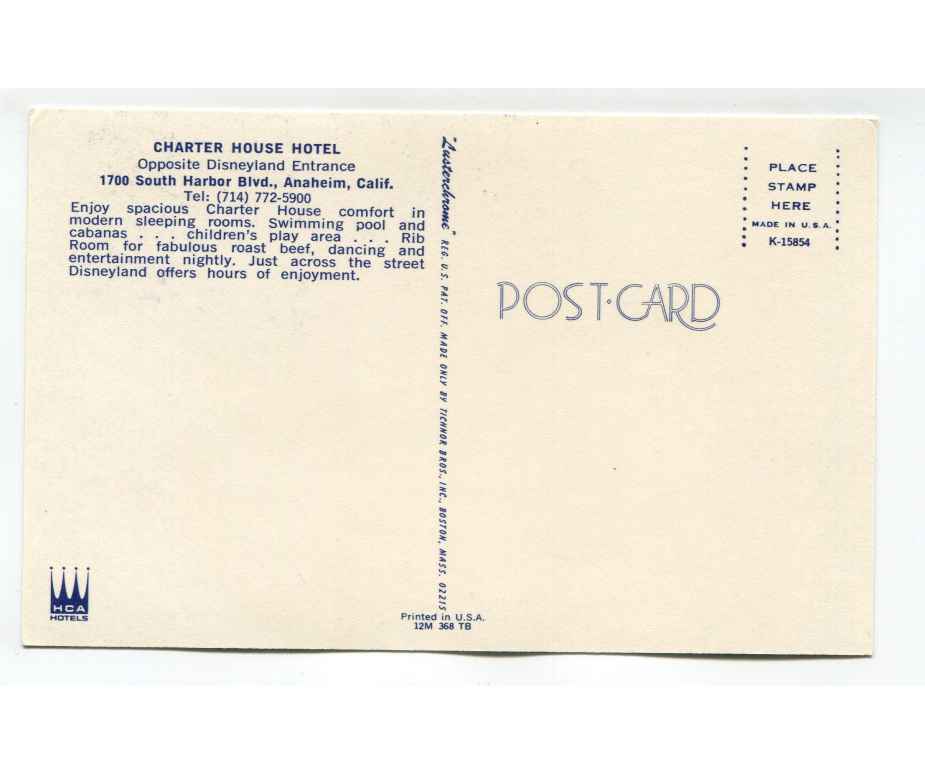 CHARTER HOUSE HOTEL
Opposite Disneyland Entrance
1700 South Harbor Blvd., Anaheim, Calif.
Tel: (714) 772-5900
Enjoy spacious Charter House comfort in
modern sleeping rooms. Swimming pool and
cabanas . . . children's play area . . . Rib
Room for fabulous roast beef, dancing and
entertainment nightly. Just across the street
Disneyland offers hours of enjoyment.
HCA
HOTELS
"Lusterchrome" REG. U.S. PAT. OFF. MADE ONLY BY TICHNOR BROS., INC., BOSTON, MASS. 02215
Printed in U.S.A.
12M 368 TB
PLACE
STAMP
HERE
MADE IN U.S.A.
K-15854
POST·CARD